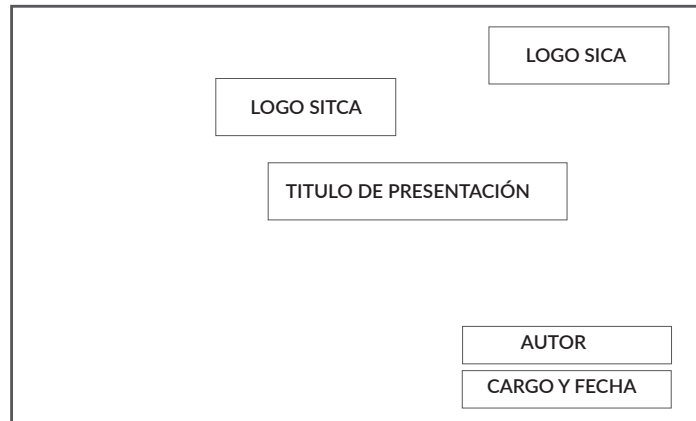 LOGO SICA
LOGO SITCA
TITULO DE PRESENTACIÓN
AUTOR
CARGO Y FECHA